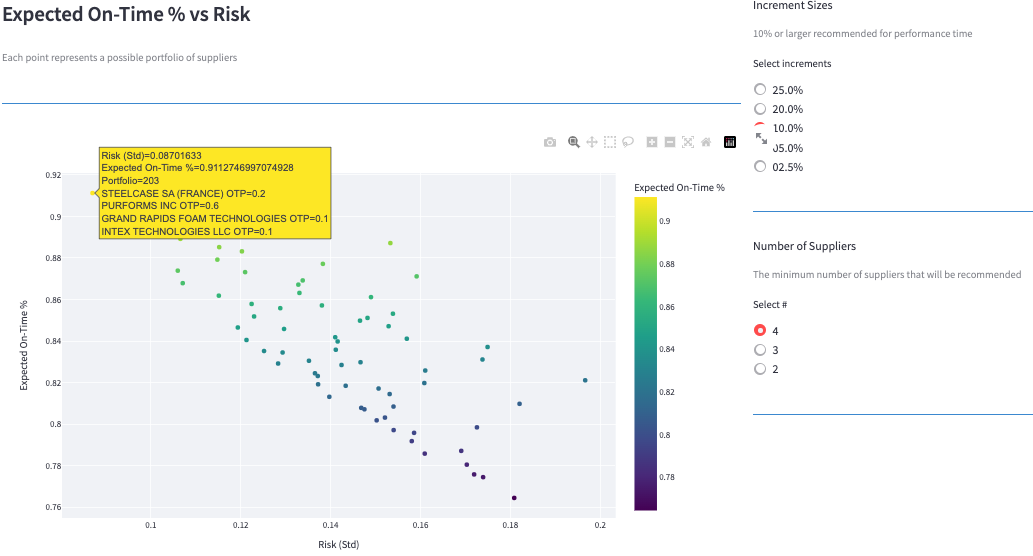 Expected On-Time % vs Risk
Each point represents a possible portfolio of suppliers
Risk (Std)=0.08701633
Expected On-Time %=0.9112746997074928
Portfolio=203
STEELCASE SA (FRANCE) OTP=0.2
PURFORMS INC OTP=0.6
GRAND RAPIDS FOAM TECHNOLOGIES OTP=0.1
INTEX TECHNOLOGIES LLC OTP=0.1
0.92
0.9
0.88
0.86
0.84
0.82
0.8
0.78
0.76
Expected On-Time %
0.1
0.12
0.14
0.16
0.18
0.2
Risk (Std)
Expected On-Time %
0.9
0.88
0.86
0.84
0.82
0.8
0.78
Increment Sizes
10% or larger recommended for performance time
Select increments
25.0%
20.0%
10.0%
05.0%
02.5%
Number of Suppliers
The minimum number of suppliers that will be recommended
Select #
4
3
2